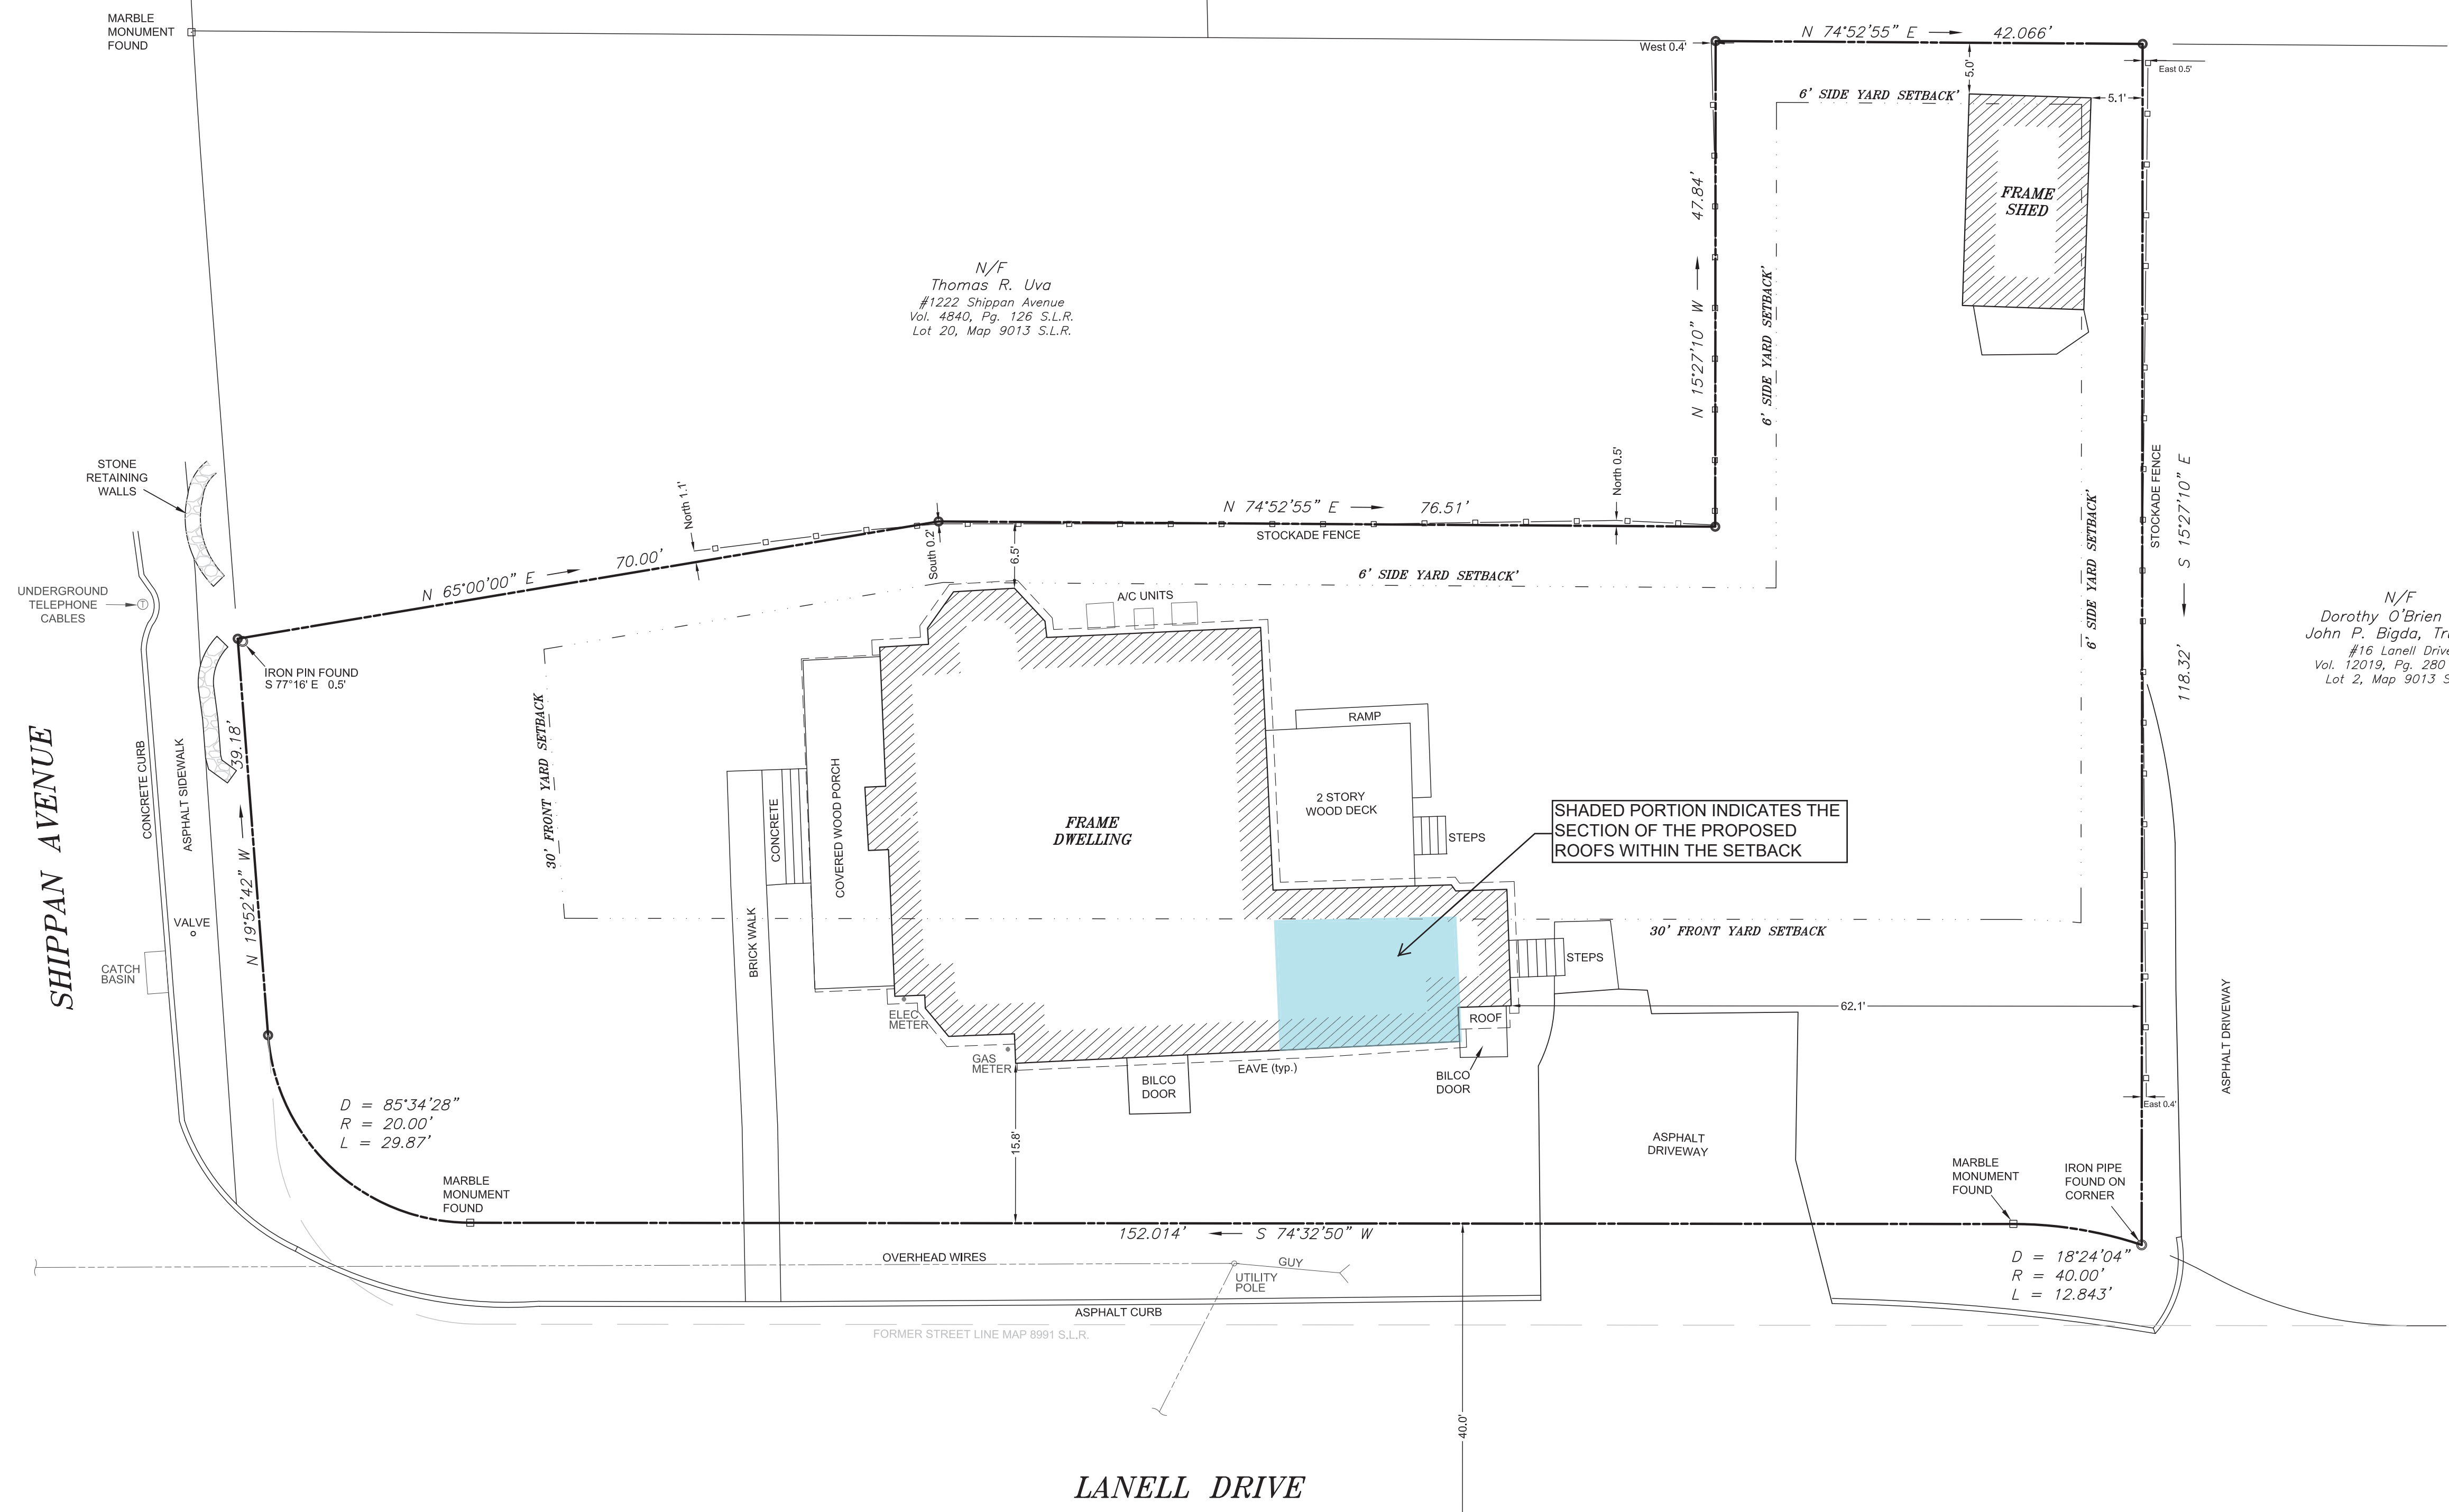 MARBLE
MONUMENT
FOUND
West 0.4'
N 74°52'55" E
42.066'
East 0.5'
5.0'
6' SIDE YARD SETBACK'
5.1'
FRAME
SHED
47.84'
N 15°27'10" W
6' SIDE YARD SETBACK'
N/F
Thomas R. Uva
#1222 Shippan Avenue
Vol. 4840, Pg. 126 S.L.R.
Lot 20, Map 9013 S.L.R.
STONE
RETAINING
WALLS
North 1.1'
N 74°52'55" E
76.51'
North 0.5'
STOCKADE FENCE
STOCKADE FENCE
S 15°27'10" E
118.32'
6' SIDE YARD SETBACK'
N 65°00'00" E
70.00'
South 0.2'
6.5'
6' SIDE YARD SETBACK'
UNDERGROUND
TELEPHONE
CABLES
T
A/C UNITS
N/F
Dorothy O'Brien
John P. Bigda, Tr
#16 Lanell Drive
Vol. 12019, Pg. 280
Lot 2, Map 9013 S
IRON PIN FOUND
S 77°16' E 0.5'
39.18'
N 19°52'42" W
30' FRONT YARD SETBACK
SHIPPAN AVENUE
CONCRETE CURB
ASPHALT SIDEWALK
RAMP
2 STORY
WOOD DECK
STEPS
CONCRETE
COVERED WOOD PORCH
FRAME
DWELLING
SHADED PORTION INDICATES THE
SECTION OF THE PROPOSED
ROOFS WITHIN THE SETBACK
VALVE
BRICK WALK
30' FRONT YARD SETBACK
CATCH
BASIN
STEPS
62.1'
ELEC
METER
ROOF
ASPHALT DRIVEWAY
GAS
METER
EAVE (typ.)
BILCO
DOOR
BILCO
DOOR
East 0.4'
D = 85°34'28"
R = 20.00'
L = 29.87'
15.8'
ASPHALT
DRIVEWAY
MARBLE
MONUMENT
FOUND
MARBLE
MONUMENT
FOUND
IRON PIPE
FOUND ON
CORNER
152.014'
S 74°32'50" W
OVERHEAD WIRES
GUY
UTILITY
POLE
D = 18°24'04"
R = 40.00'
L = 12.843'
ASPHALT CURB
FORMER STREET LINE MAP 8991 S.L.R.
40.0'
LANELL DRIVE